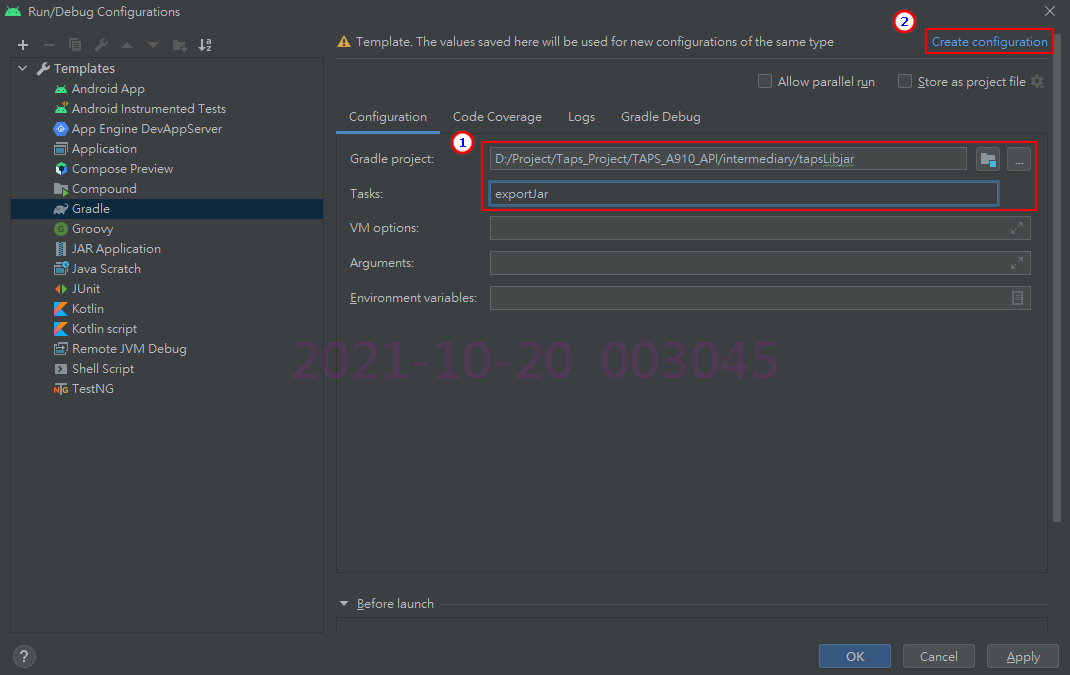 Run/Debug Configurations
2
Template. The values saved here will be used for new configurations of the same type
Create configuration
Templates
Android App
Android Instrumented Tests
App Engine DevAppServer
Application
Compose Preview
Compound
Gradle
Groovy
JAR Application
Java Scratch
JUnit
Kotlin
Kotlin script
Remote JVM Debug
Shell Script
TestNG
Allow parallel run
Store as project file
Configuration
Code Coverage
Logs
Gradle Debug
1
Gradle project:
D:/Project/Taps_Project/TAPS_A910_API/intermediary/tapsLibjar
...
Tasks:
exportJar
VM options:
Arguments:
Environment variables:
2021-10-20 003045
Before launch
?
OK
Cancel
Apply